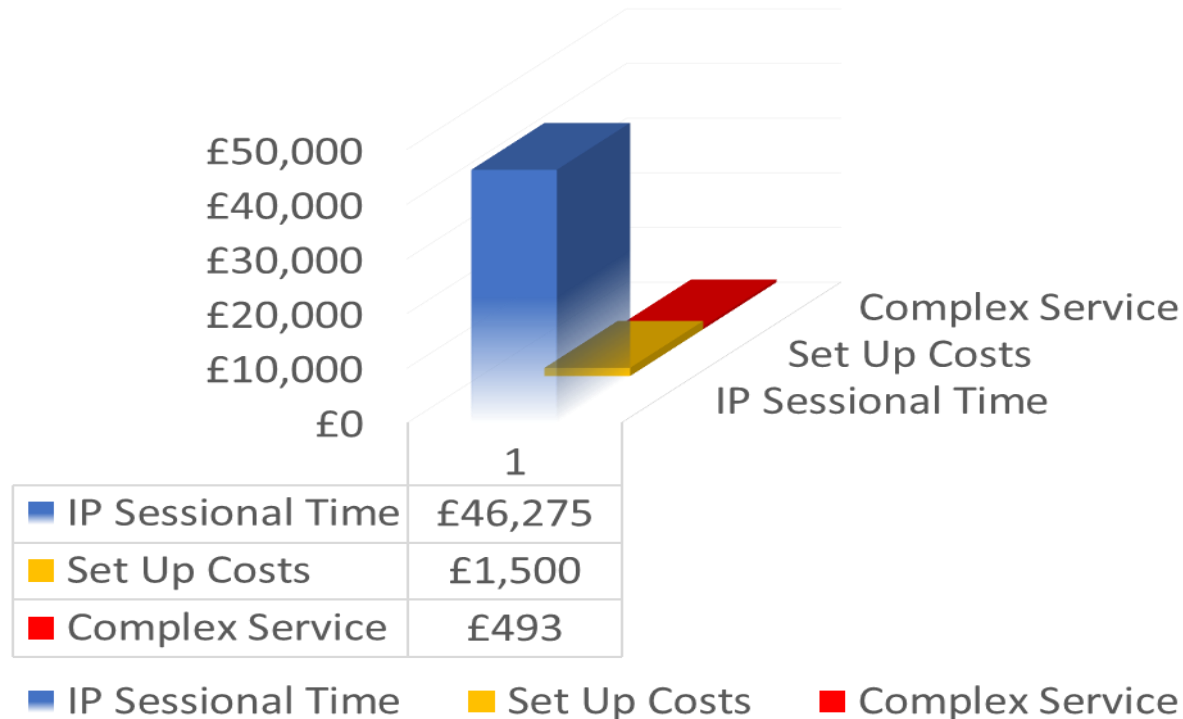 £50,000
£40,000
£30,000
£20,000
£10,000
£0
Complex Service
Set Up Costs
IP Sessional Time
1
IP Sessional Time £46,275
Set Up Costs £1,500
Complex Service £493
IP Sessional Time Set Up Costs Complex Service